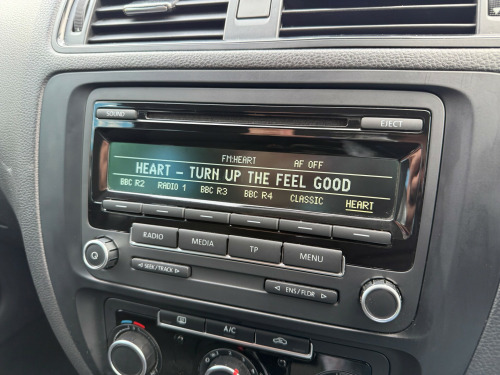 SOUND
EJECT
FM:HEART AF OFF
HEART - TURN UP THE FEEL GOOD
BBC R2 RADIO 1 BBC R3 BBC R4 CLASSIC HEART
RADIO MEDIA TP MENU
SEEK / TRACK
ENS / FLDR
A/C